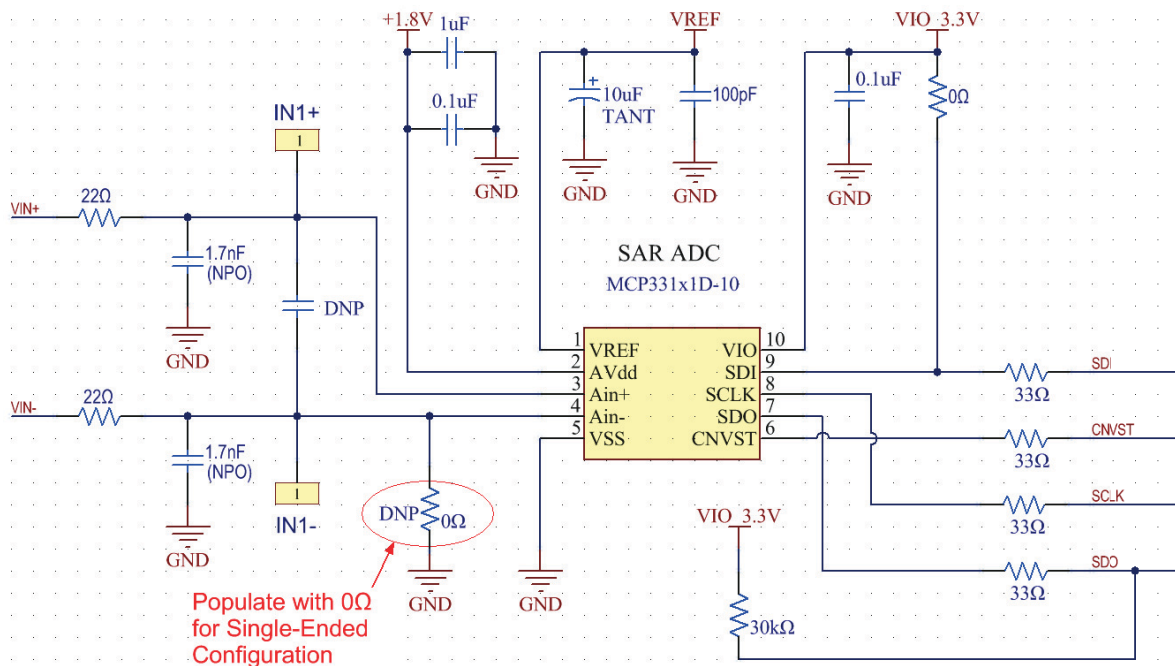 +1.8V
1uF
0.1uF
GND
VREF
10uF
TANT
100pF
GND
GND
VIO 3.3V
0.1uF
0Ω
GND
IN1+
1
VIN+
22Ω
1.7nF
(NPO)
GND
DNP
VIN-
22Ω
1.7nF
(NPO)
GND
1
IN1-
DNP
0Ω
GND
GND
Populate with 0Ω
for Single-Ended
Configuration
SAR ADC
MCP331x1D-10
1 VREF VIO 10
2 AVdd SDI 9
3 Ain+ SCLK 8
4 Ain- SDO 7
5 VSS CNVST 6
33Ω SDI
33Ω CNVST
33Ω SCLK
33Ω SDO
VIO 3.3V
30kΩ